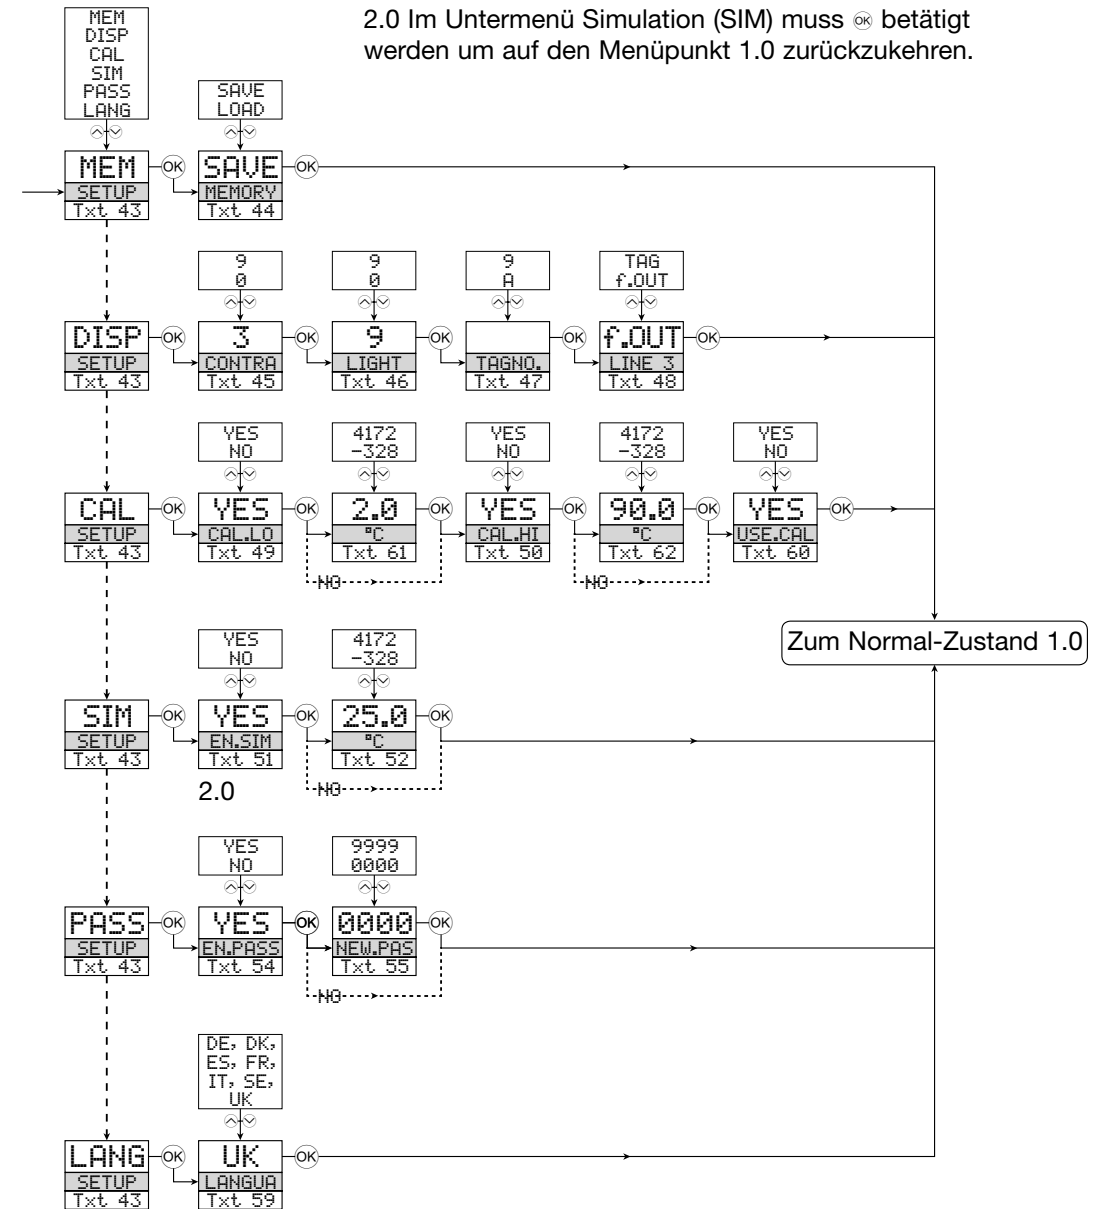 2.0 Im Untermenü Simulation (SIM) muss OK betätigt
werden um auf den Menüpunkt 1.0 zurückzukehren.
MEM
DISP
CAL
SIM
PASS
LANG
SAVE
LOAD
MEM OK SAVE OK
SETUP MEMORY
Txt 43 Txt 44
9 9 9 TAG
0 0 A f.OUT
DISP OK 3 OK 9 OK OK f.OUT OK
SETUP CONTRA LIGHT TAGNO. LINE 3
Txt 43 Txt 45 Txt 46 Txt 47 Txt 48
YES 4172 YES 4172 YES
NO -328 NO -328 NO
CAL OK YES OK 2.0 OK YES OK 90.0 OK YES OK
SETUP CAL.LO °C CAL.HI °C USE.CAL
Txt 43 Txt 49 Txt 61 Txt 50 Txt 62 Txt 60
NO NO
Zum Normal-Zustand 1.0
YES 4172
NO -328
SIM OK YES OK 25.0 OK
SETUP EN.SIM °C
Txt 43 Txt 51 Txt 52
2.0 NO
YES 9999
NO 0000
PASS OK YES OK 0000 OK
SETUP EN.PASS NEW.PAS
Txt 43 Txt 54 Txt 55
NO
DE, DK,
ES, FR,
IT, SE,
UK
LANG OK UK OK
SETUP LANGUA
Txt 43 Txt 59